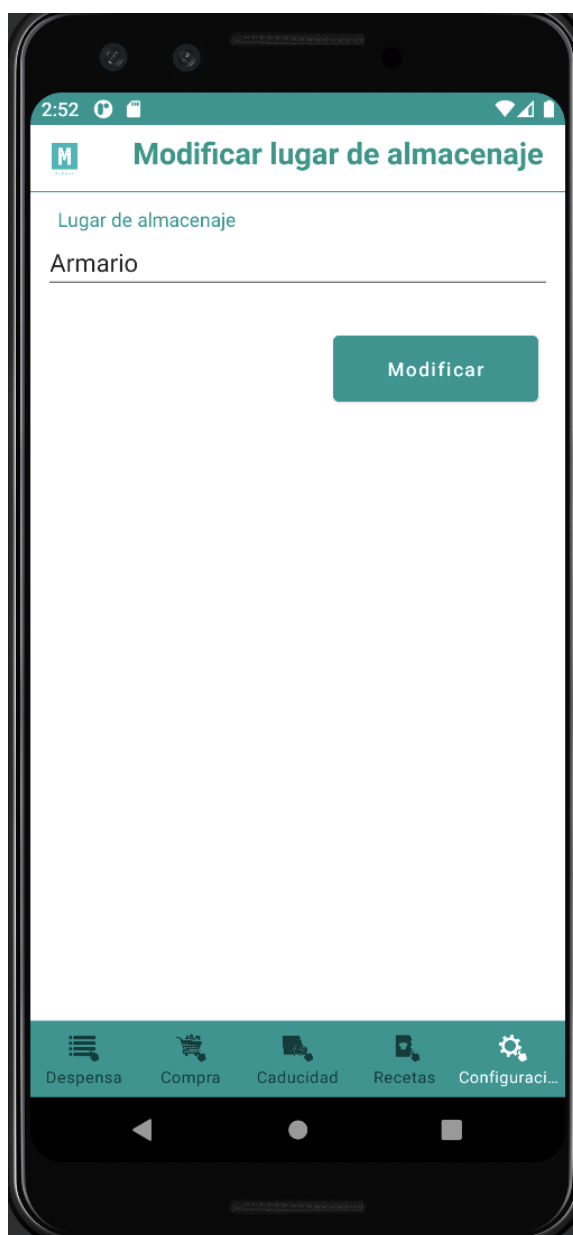 2:52
M
Modificar lugar de almacenaje
Lugar de almacenaje
Armario
Modificar
Despensa Compra Caducidad Recetas Configuraci...